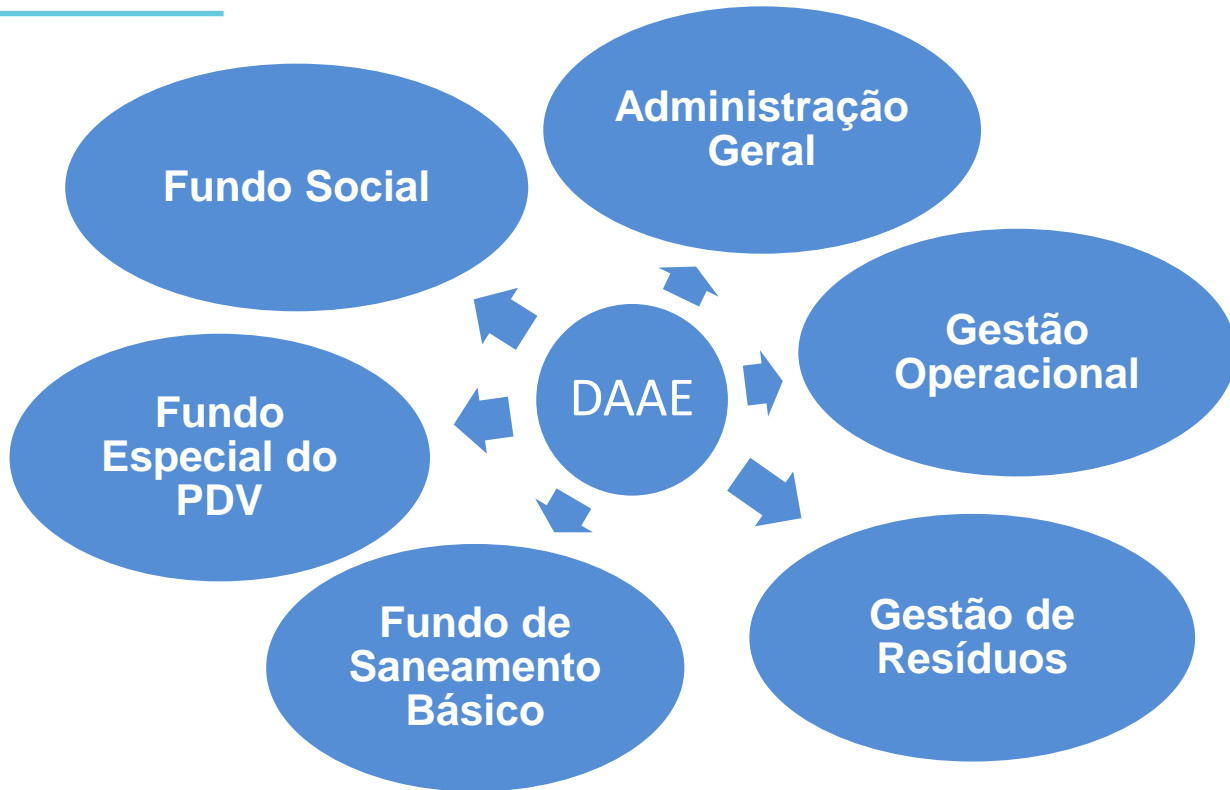 Administração
Geral
Fundo Social
Gestão
Operacional
DAAE
Fundo
Especial do
PDV
Fundo de
Saneamento
Básico
Gestão de
Resíduos